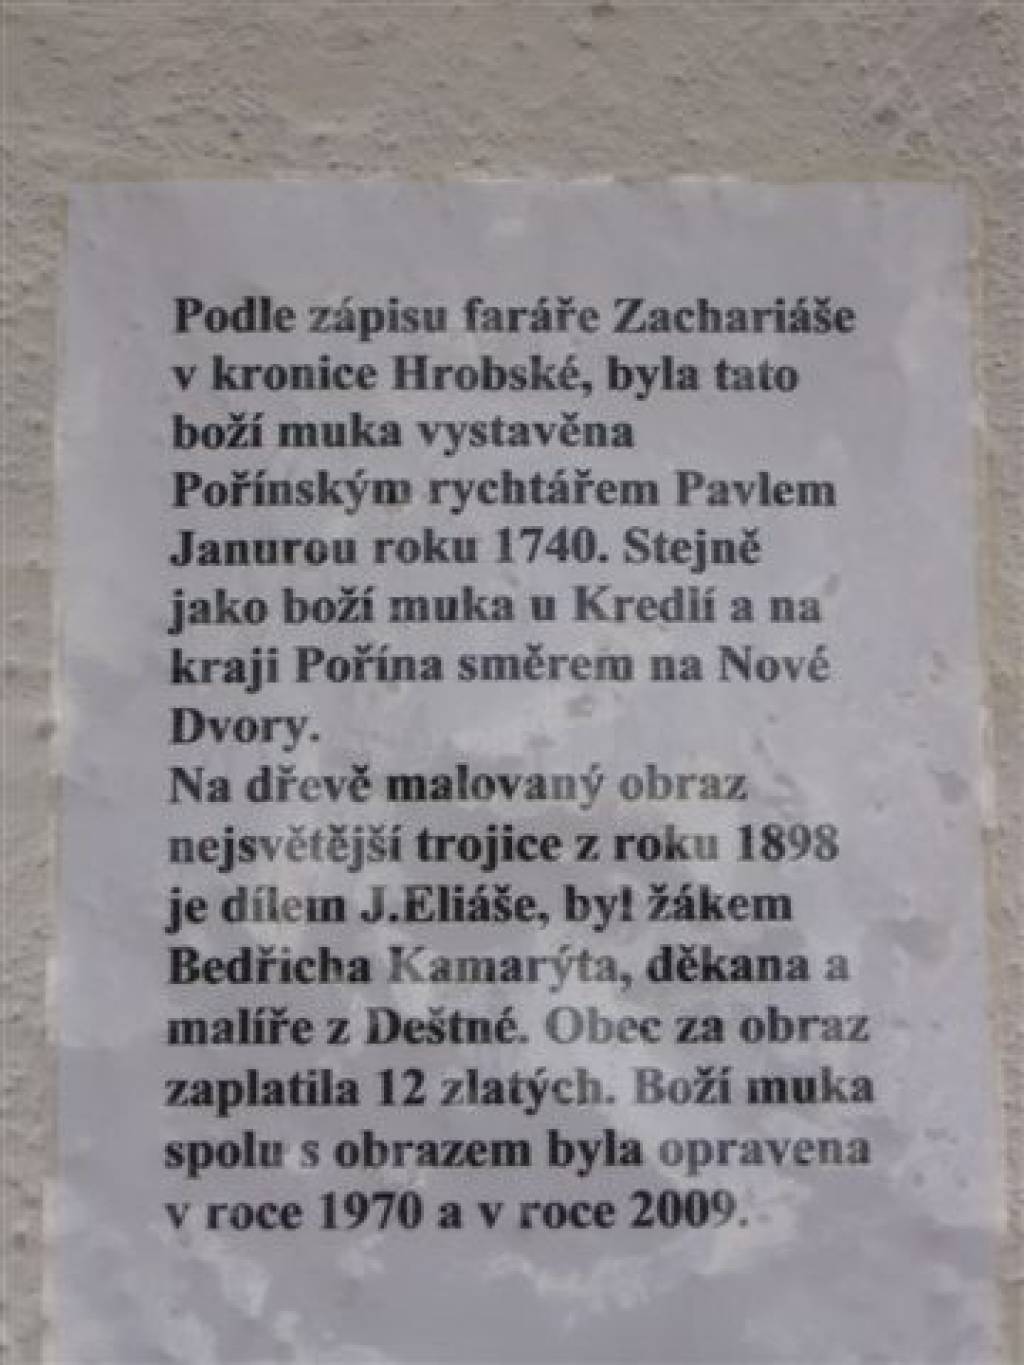 Podle zápisu faráře Zachariáše
v kronice Hrobské, byla tato
boží muka vystavěna
Pořínským rychtářem Pavlem
Janurou roku 1740. Stejně
jako boží muka u Kredlí a na
kraji Pořína směrem na Nové
Dvory.
Na dřevě malovaný obraz
nejsvětější trojice z roku 1898
je dílem J.Eliáše, byl žákem
Bedřicha Kamarýta, děkana a
malíře z Deštné. Obec za obraz
zaplatila 12 zlatých. Boží muka
spolu s obrazem byla opravena
v roce 1970 a v roce 2009.